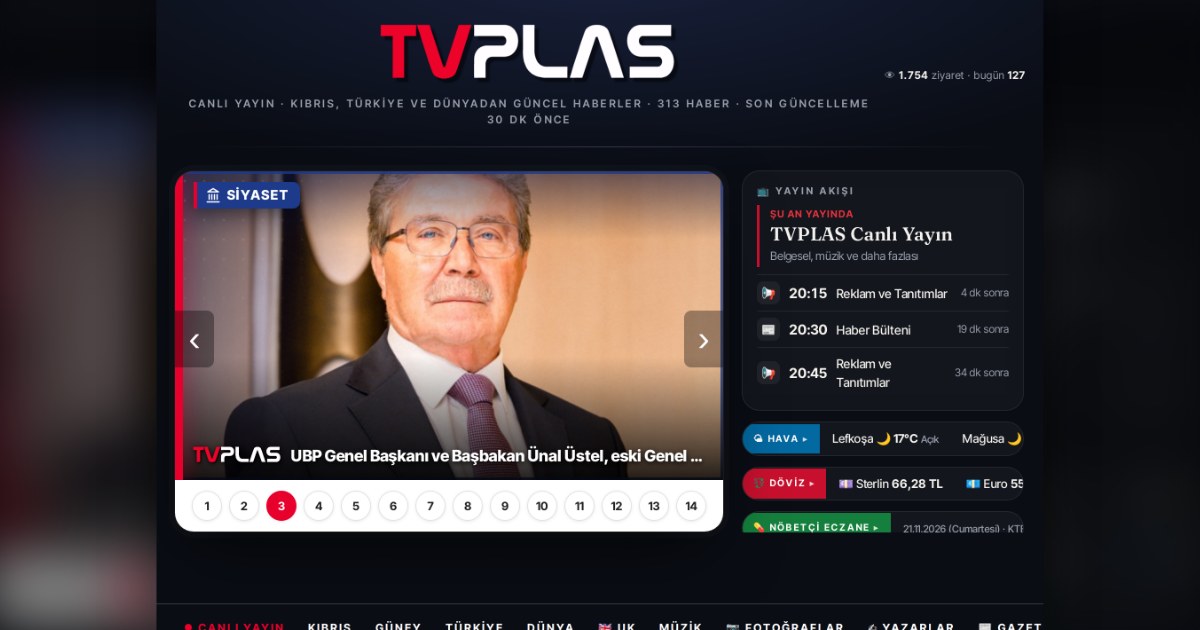 TVPLAS
1.754 ziyaret · bugün 127
CANLI YAYIN · KIBRIS, TÜRKİYE VE DÜNYADAN GÜNCEL HABERLER · 313 HABER · SON GÜNCELLEME
30 DK ÖNCE
SİYASET
‹
›
TVPLAS UBP Genel Başkanı ve Başbakan Ünal Üstel, eski Genel ...
1 2 3 4 5 6 7 8 9 10 11 12 13 14
YAYIN AKIŞI
ŞU AN YAYINDA
TVPLAS Canlı Yayın
Belgesel, müzik ve daha fazlası
20:15 Reklam ve Tanıtımlar 4 dk sonra
20:30 Haber Bülteni 19 dk sonra
20:45 Reklam ve
Tanıtımlar 34 dk sonra
HAVA ▸ Lefkoşa 17°C Açık Mağusa
DÖVİZ ▸ Sterlin 66,28 TL Euro 55
NÖBETÇİ ECZANE ▸ 21.11.2026 (Cumartesi) · KTE
CANLI YAYIN KIBRIS GÜNEY TÜRKİYE DÜNYA UK MÜZİK FOTOĞRAFLAR YAZARLAR GAZET